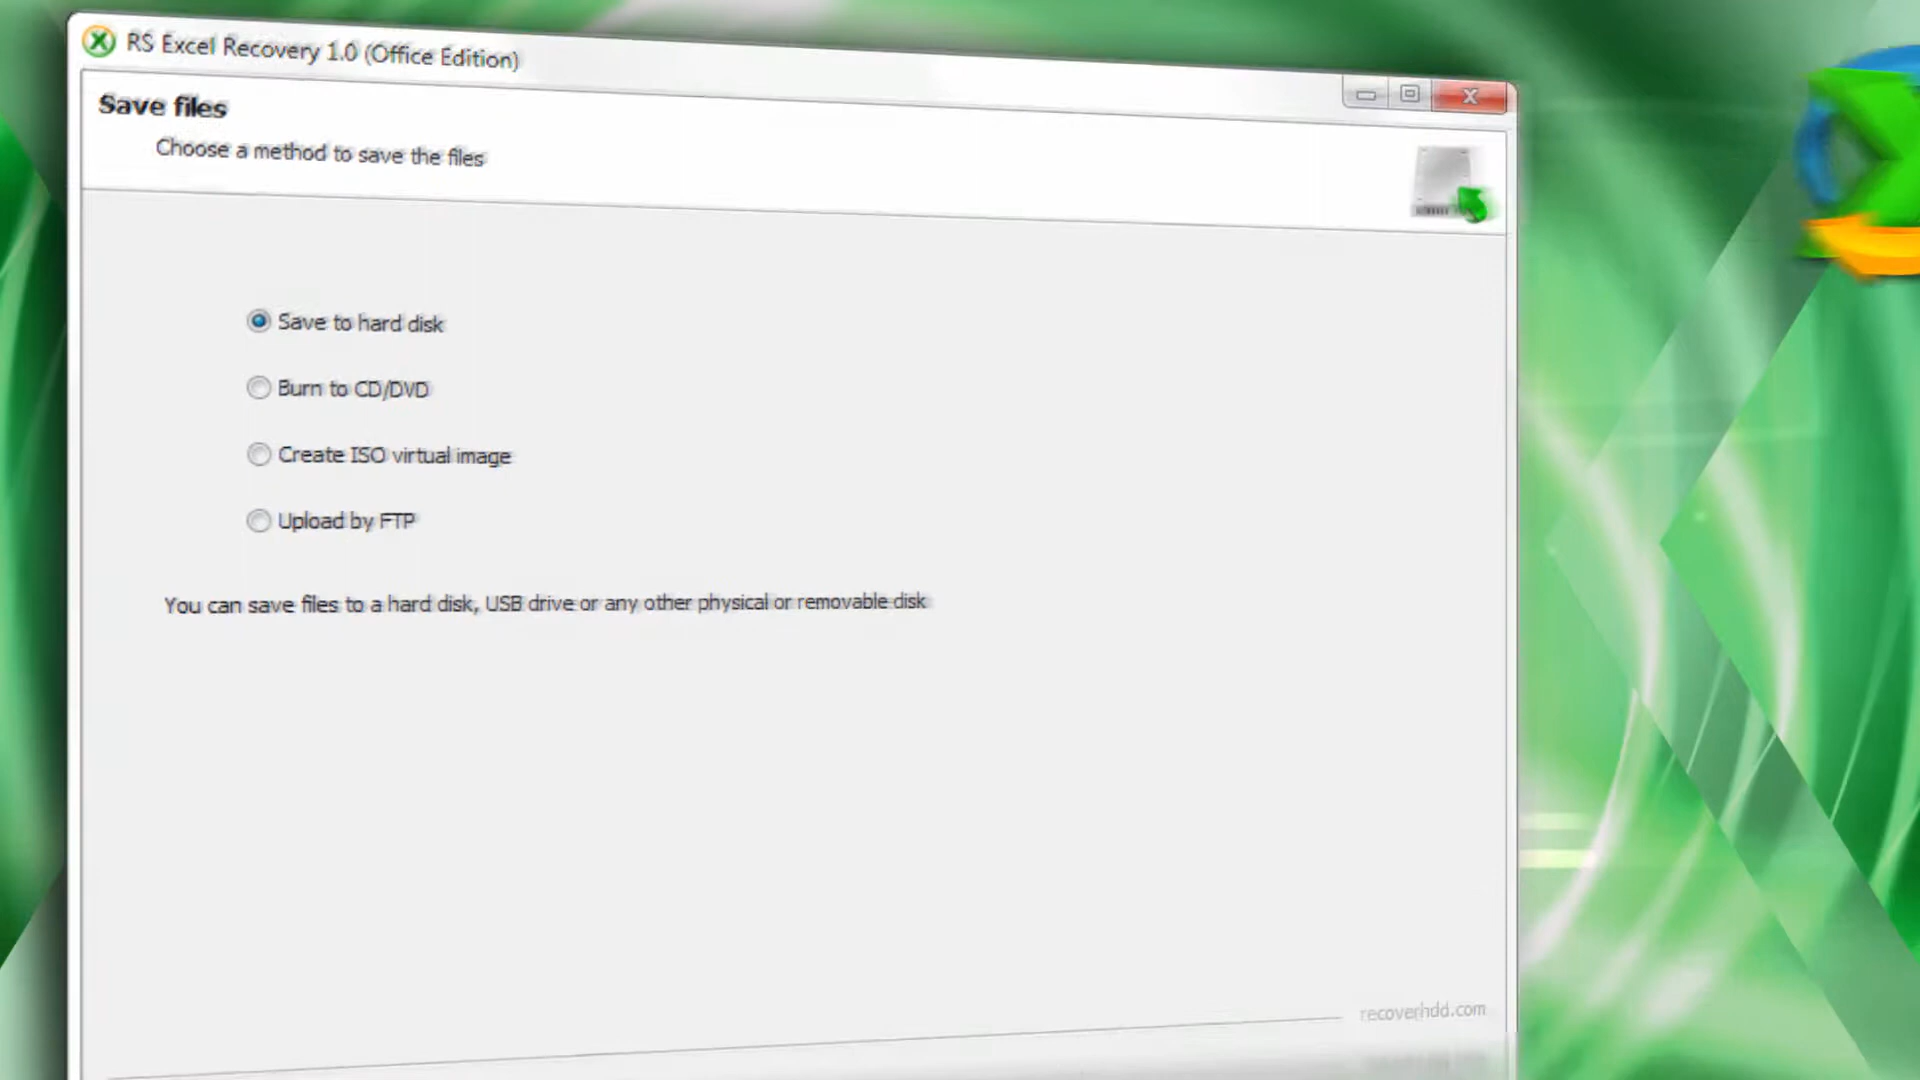 RS Excel Recovery 1.0 (Office Edition)
Save files
Choose a method to save the files
Save to hard disk
Burn to CD/DVD
Create ISO virtual image
Upload by FTP
You can save files to a hard disk, USB drive or any other physical or removable disk
recoverhdd.com